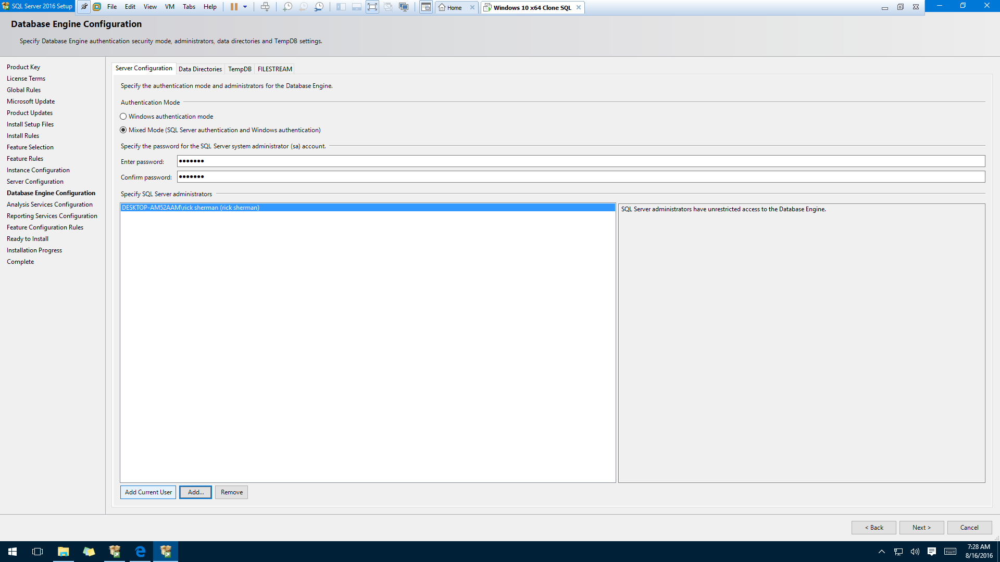 SQL Server 2016 Setup
File Edit View VM Tabs Help
Home
Windows 10 x64 Clone SQL
Database Engine Configuration
Specify Database Engine authentication security mode, administrators, data directories and TempDB settings.
Product Key
License Terms
Global Rules
Microsoft Update
Product Updates
Install Setup Files
Install Rules
Feature Selection
Feature Rules
Instance Configuration
Server Configuration
Database Engine Configuration
Analysis Services Configuration
Reporting Services Configuration
Feature Configuration Rules
Ready to Install
Installation Progress
Complete
Server Configuration Data Directories TempDB FILESTREAM
Specify the authentication mode and administrators for the Database Engine.
Authentication Mode
Windows authentication mode
Mixed Mode (SQL Server authentication and Windows authentication)
Specify the password for the SQL Server system administrator (sa) account.
Enter password: •••••••
Confirm password: •••••••
Specify SQL Server administrators
DESKTOP-AM52AAM\rick sherman (rick sherman)
SQL Server administrators have unrestricted access to the Database Engine.
Add Current User Add... Remove
< Back Next > Cancel
7:28 AM
8/16/2016